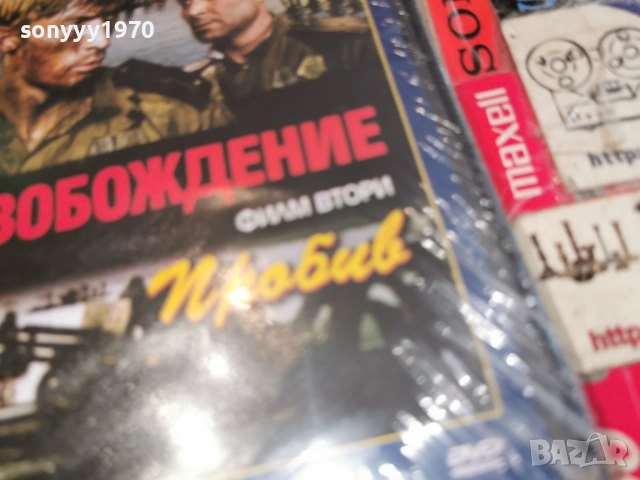 sonyyy1970
ВОБОЖДЕНИЕ
ФИЛМ ВТОРИ
Пробив
DVD
SO
maxell
http
http
BAZAR